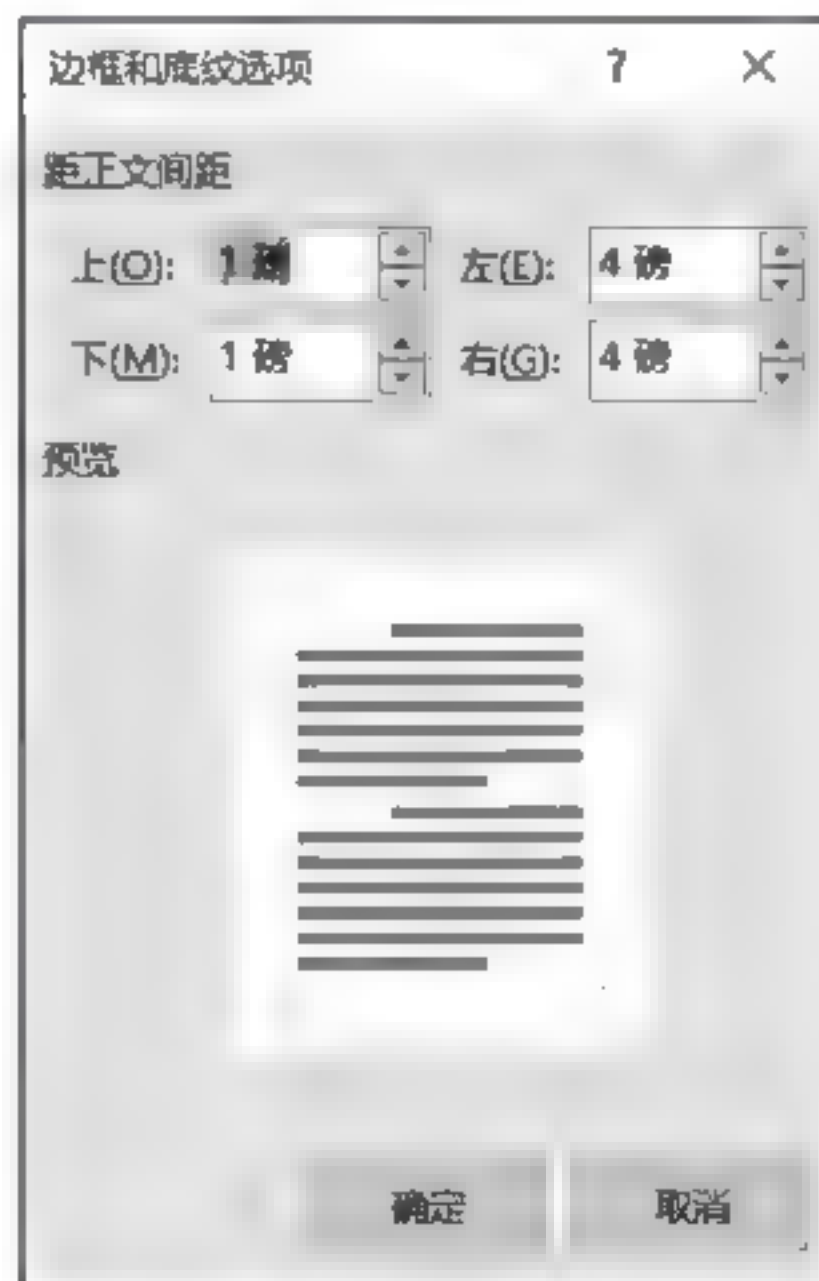 边框和底纹选项 ? ×
距正文间距
上(O): 1 磅 左(E): 4 磅
下(M): 1 磅 右(G): 4 磅
预览
确定 取消